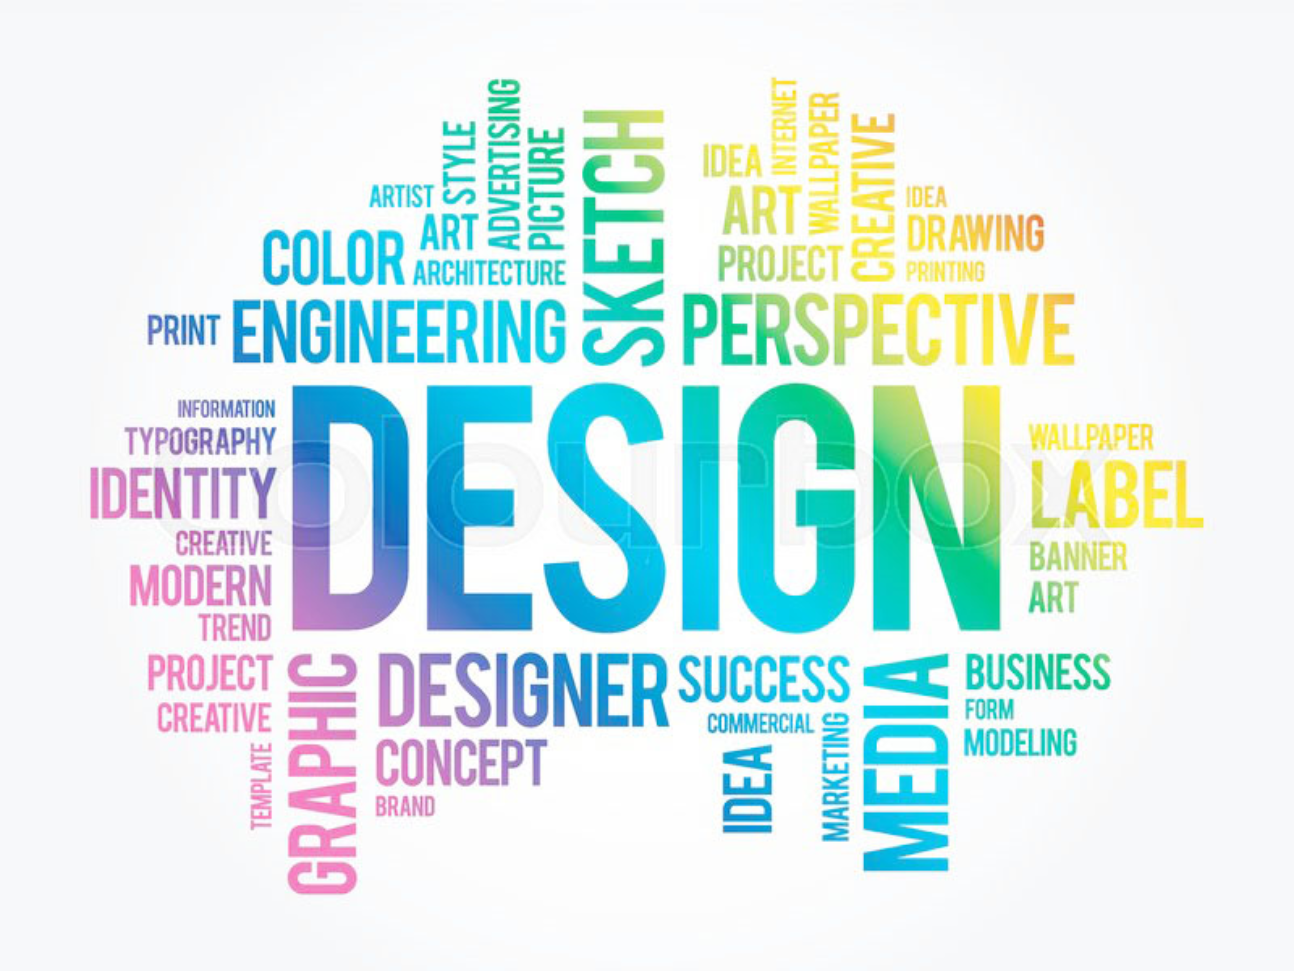 STYLE
ADVERTISING
PICTURE
SKETCH
INTERNET
WALLPAPER
CREATIVE
IDEA
ARTIST
ART
ART
IDEA
DRAWING
COLOR
ARCHITECTURE
PROJECT
PRINTING
PRINT
ENGINEERING
PERSPECTIVE
INFORMATION
TYPOGRAPHY
IDENTITY
CREATIVE
MODERN
TREND
DESIGN
colourbox
WALLPAPER
LABEL
BANNER
ART
PROJECT
CREATIVE
TEMPLATE
GRAPHIC
DESIGNER
CONCEPT
BRAND
SUCCESS
COMMERCIAL
IDEA
MARKETING
MEDIA
BUSINESS
FORM
MODELING